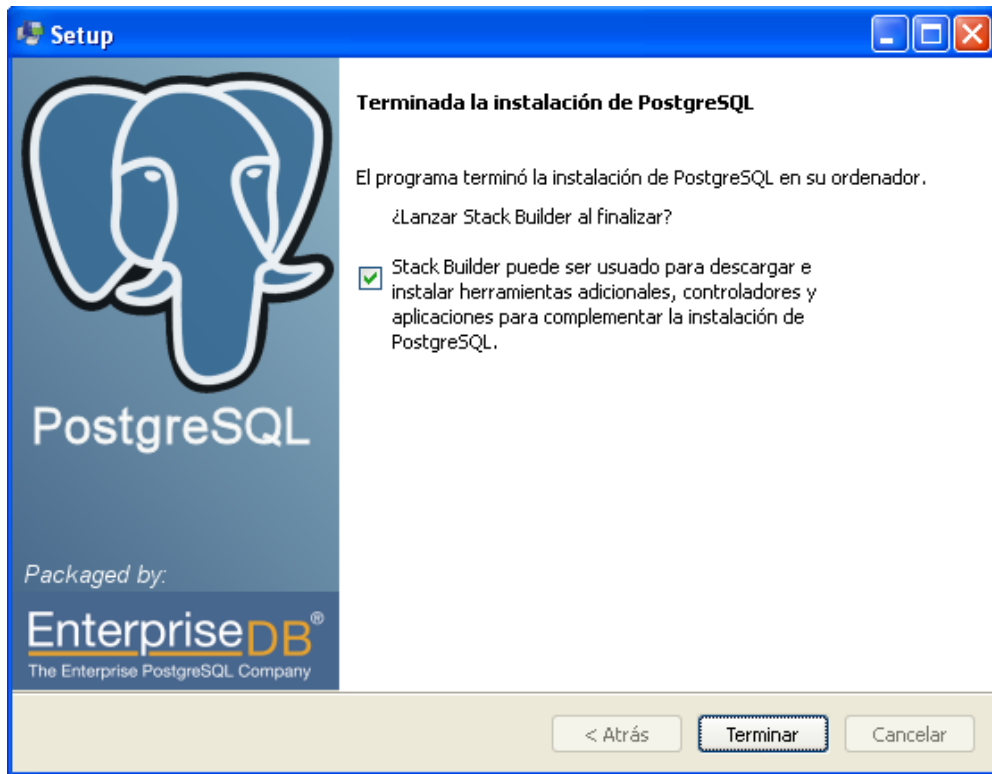 Setup
Terminada la instalación de PostgreSQL
El programa terminó la instalación de PostgreSQL en su ordenador.
¿Lanzar Stack Builder al finalizar?
Stack Builder puede ser usado para descargar e
instalar herramientas adicionales, controladores y
aplicaciones para complementar la instalación de
PostgreSQL.
PostgreSQL
Packaged by:
EnterpriseDB®
The Enterprise PostgreSQL Company
< Atrás
Terminar
Cancelar